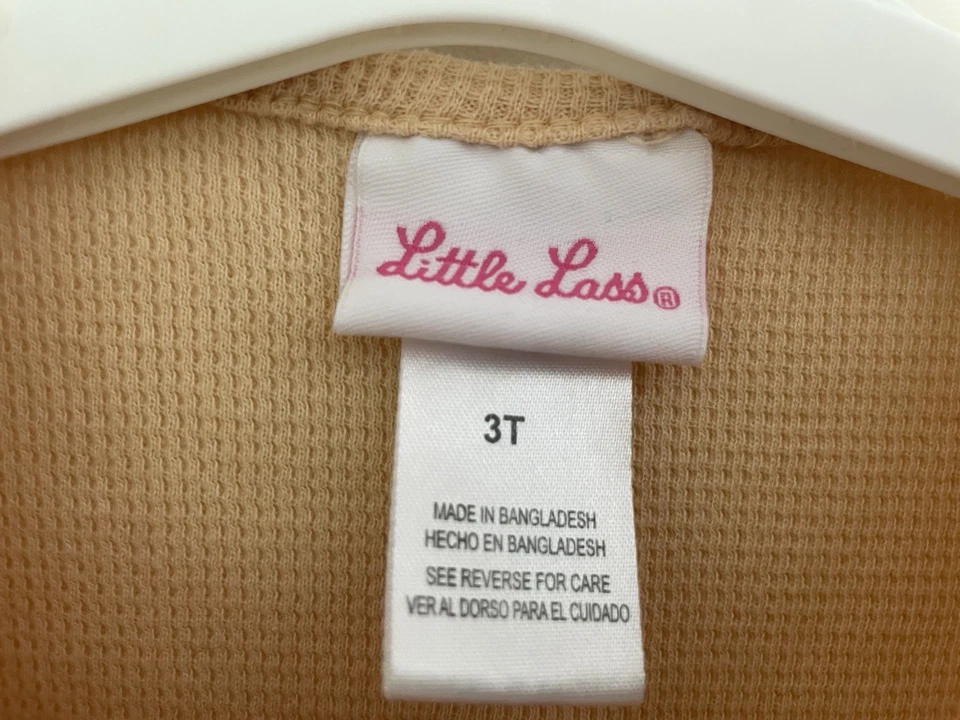 Little Lass®
3T
MADE IN BANGLADESH
HECHO EN BANGLADESH
SEE REVERSE FOR CARE
VER AL DORSO PARA EL CUIDADO